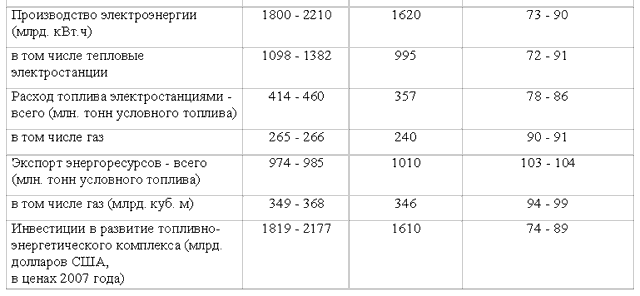 Производство электроэнергии 1800 - 2210 1620 73 - 90
(млрд. кВт.ч)
в том числе тепловые 1098 - 1382 995 72 - 91
электростанции
Расход топлива электростанциями - 414 - 460 357 78 - 86
всего (млн. тонн условного топлива)
в том числе газ 265 - 266 240 90 - 91
Экспорт энергоресурсов - всего 974 - 985 1010 103 - 104
(млн. тонн условного топлива)
в том числе газ (млрд. куб. м) 349 - 368 346 94 - 99
Инвестиции в развитие топливно- 1819 - 2177 1610 74 - 89
энергетического комплекса (млрд.
долларов США,
в ценах 2007 года)